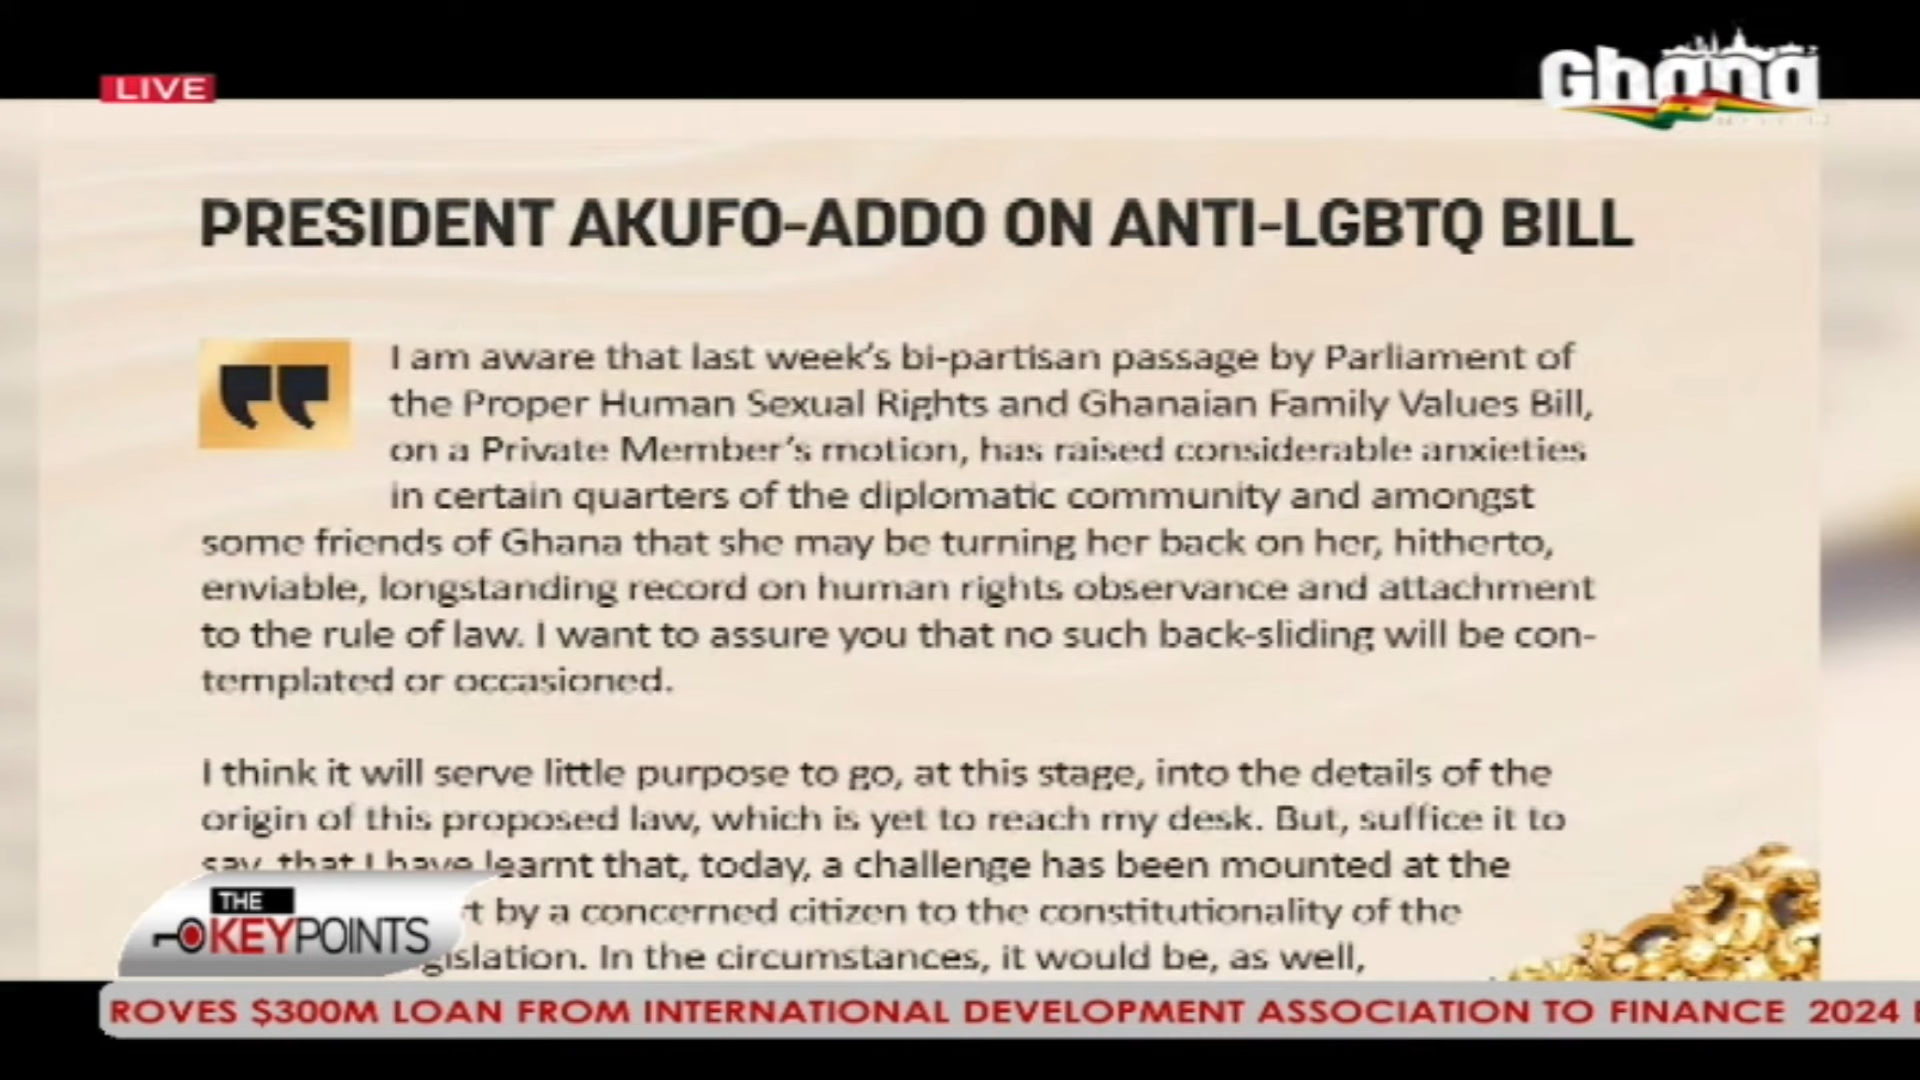 LIVE
Ghana
PRESIDENT AKUFO-ADDO ON ANTI-LGBTQ BILL
I am aware that last week's bi-partisan passage by Parliament of
the Proper Human Sexual Rights and Ghanaian Family Values Bill,
on a Private Member's motion, has raised considerable anxieties
in certain quarters of the diplomatic community and amongst
some friends of Ghana that she may be turning her back on her, hitherto,
enviable, longstanding record on human rights observance and attachment
to the rule of law. I want to assure you that no such back-sliding will be con-
templated or occasioned.
I think it will serve little purpose to go, at this stage, into the details of the
origin of this proposed law, which is yet to reach my desk. But, suffice it to
say, that I have learnt that, today, a challenge has been mounted at the
by a concerned citizen to the constitutionality of the
gislation. In the circumstances, it would be, as well,
THE
KEYPOINTS
ROVES $300M LOAN FROM INTERNATIONAL DEVELOPMENT ASSOCIATION TO FINANCE 2024